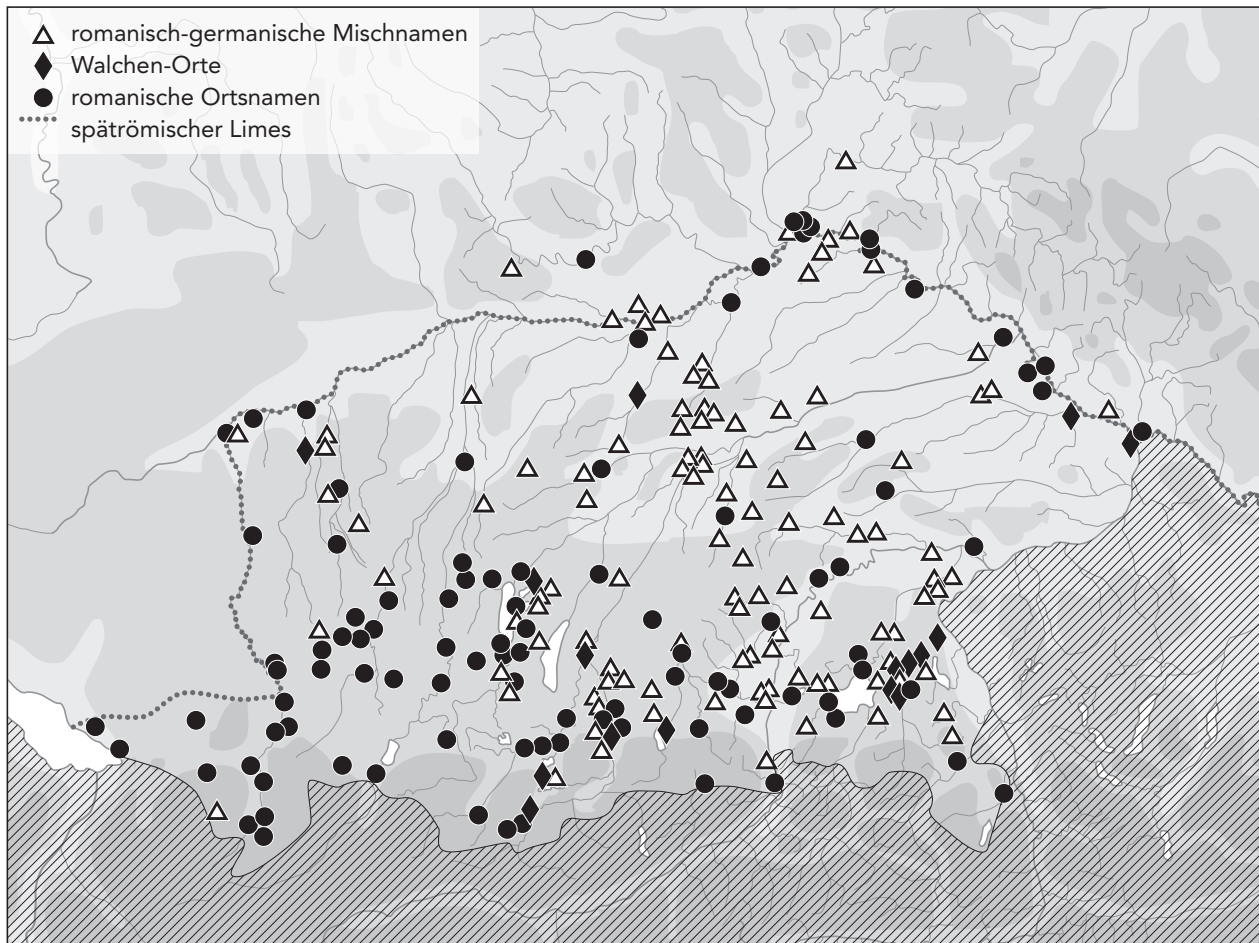 romanisch-germanische Mischnamen
Walchen-Orte
romanische Ortsnamen
spätrömischer Limes